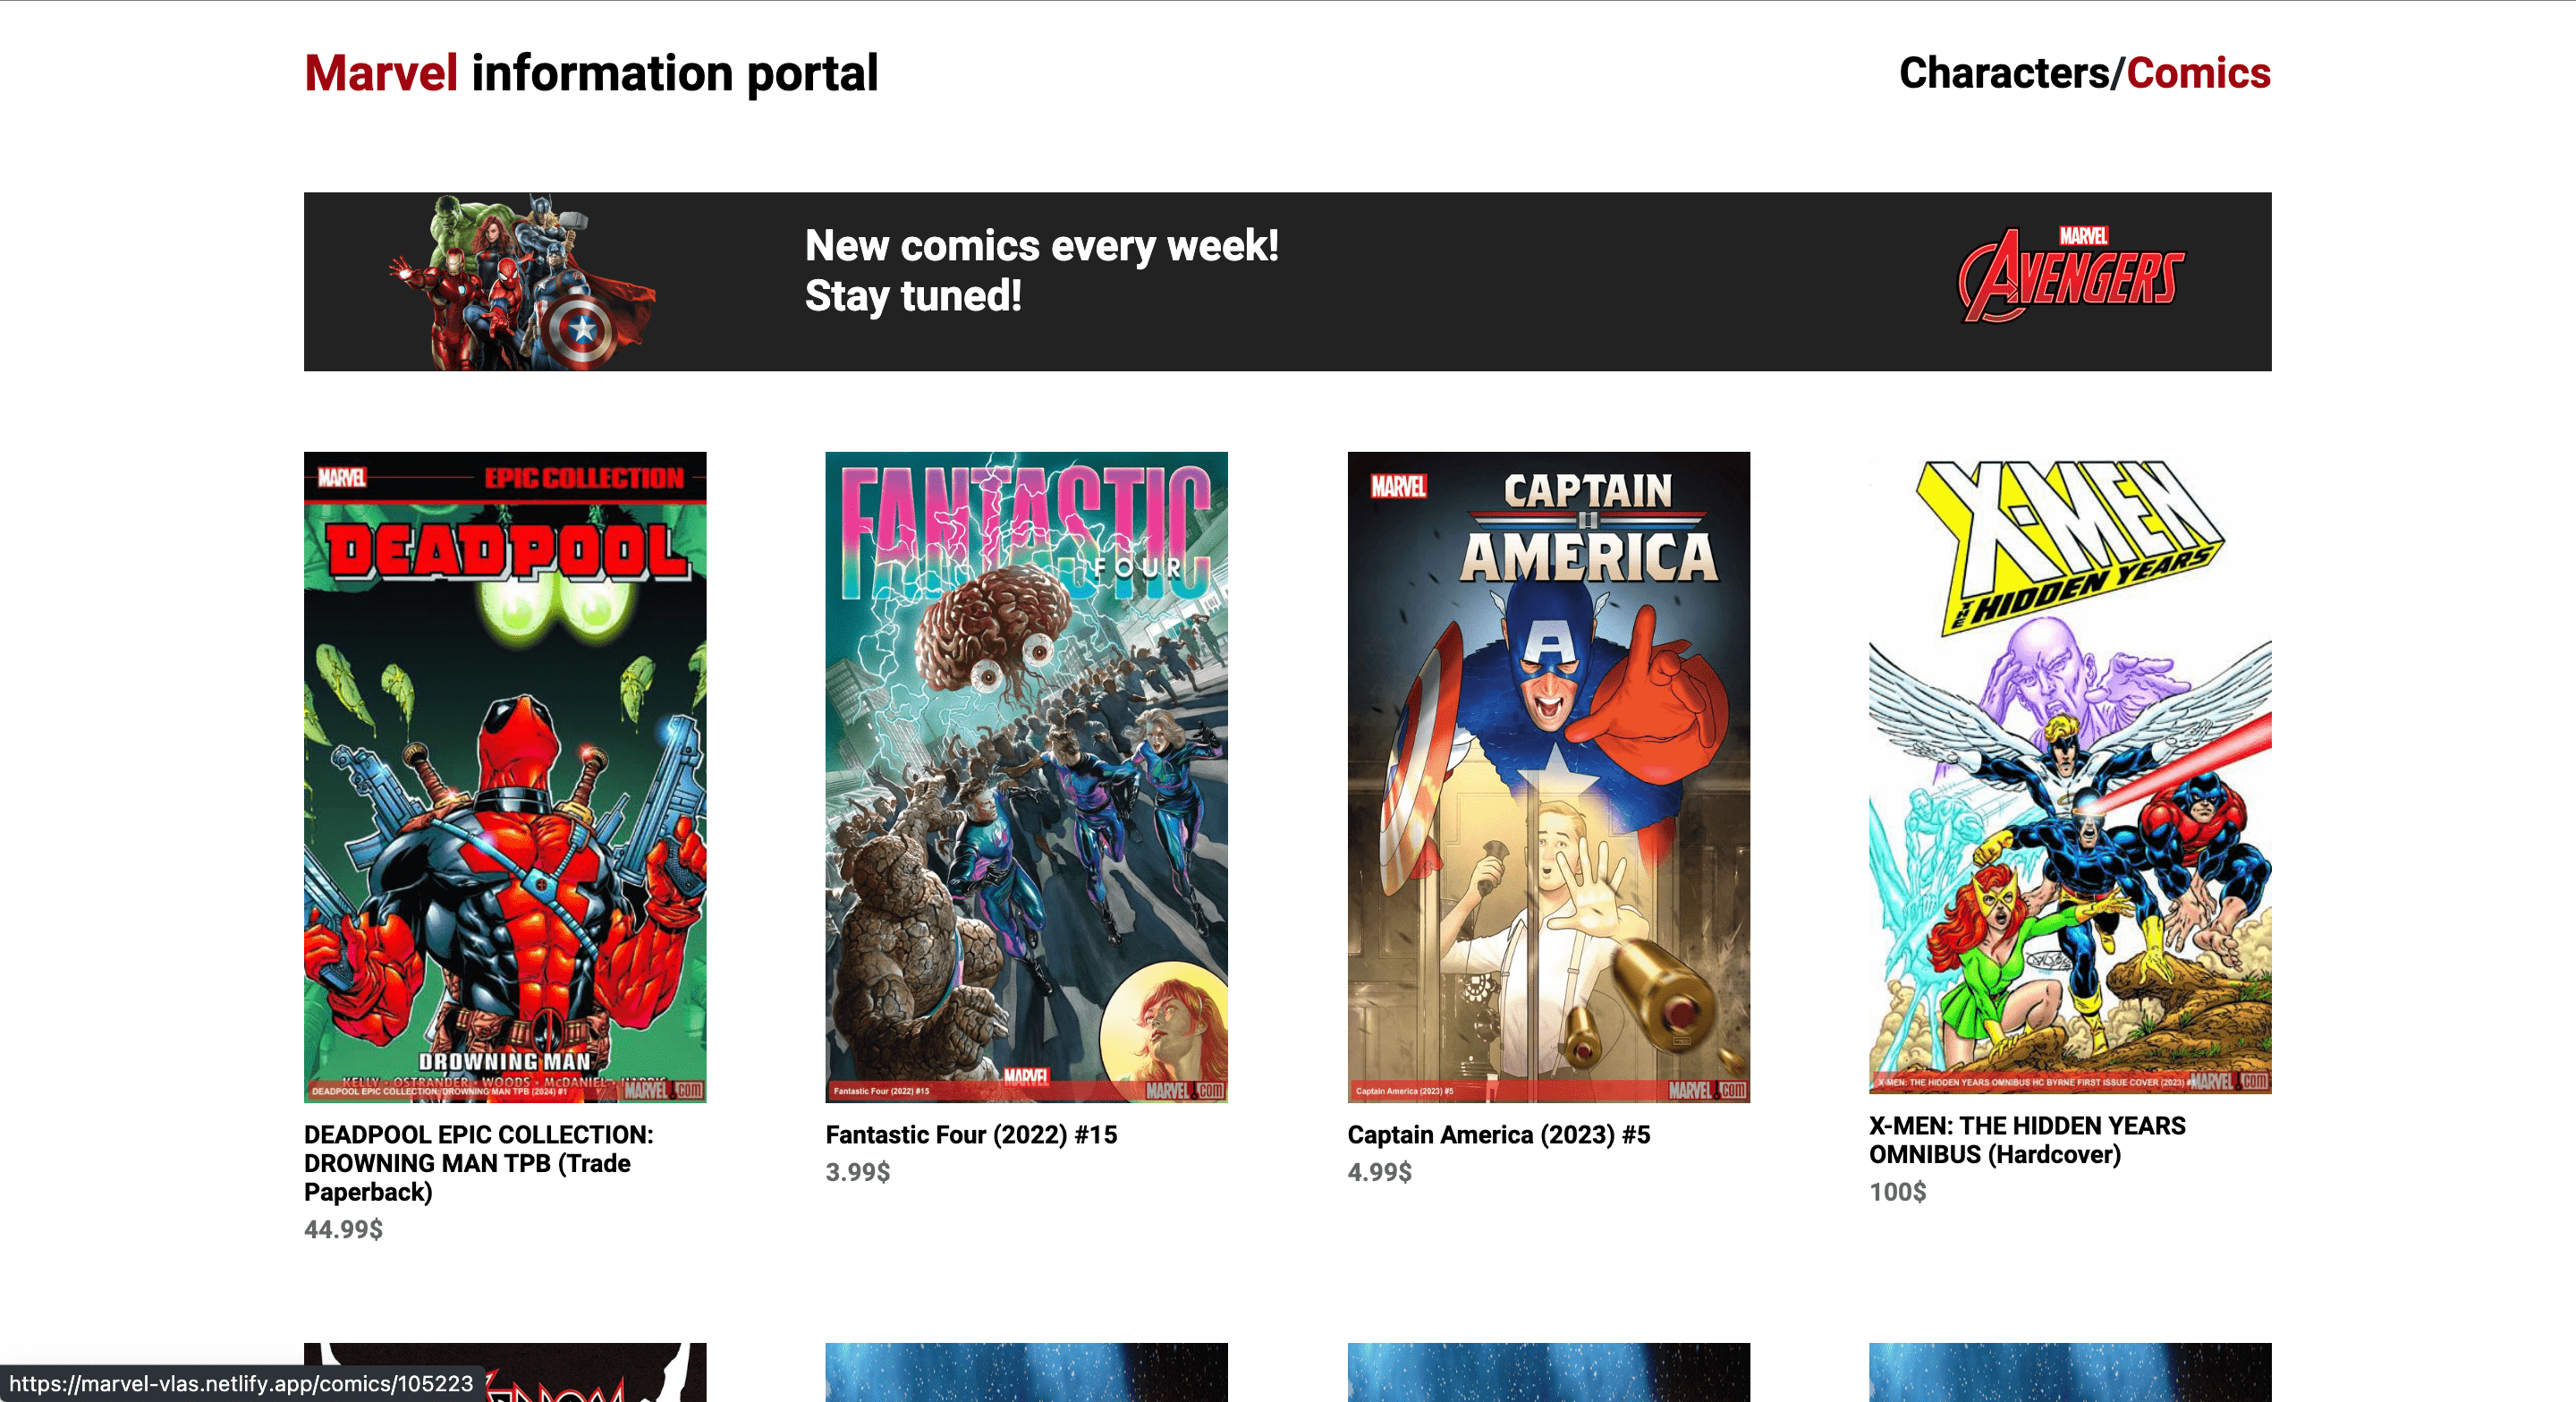 Marvel information portal
Characters/Comics
New comics every week!
Stay tuned!
MARVEL
AVENGERS
MARVEL
EPIC COLLECTION
DEADPOOL
DROWNING MAN
KELLY • OSTRANDER • WOODS • McDANIEL • HARRIS
DEADPOOL EPIC COLLECTION: DROWNING MAN TPB (2024) #1
MARVEL.com
DEADPOOL EPIC COLLECTION:
DROWNING MAN TPB (Trade
Paperback)
44.99$
FANTASTIC
FOUR
MARVEL
Fantastic Four (2022) #15
MARVEL.com
Fantastic Four (2022) #15
3.99$
MARVEL
CAPTAIN
AMERICA
A
Captain America (2023) #5
MARVEL.com
Captain America (2023) #5
4.99$
X-MEN
THE HIDDEN YEARS
X-MEN: THE HIDDEN YEARS OMNIBUS HC BYRNE FIRST ISSUE COVER (2023) #1
MARVEL.com
X-MEN: THE HIDDEN YEARS
OMNIBUS (Hardcover)
100$
https://marvel-vlas.netlify.app/comics/105223